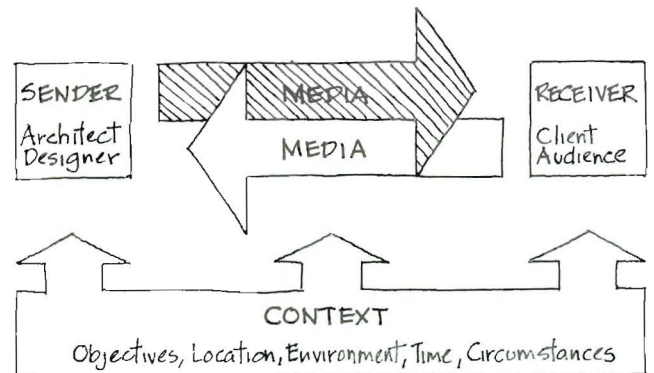 SENDER
Architect
Designer
MEDIA
MEDIA
RECEIVER
Client
Audience
CONTEXT
Objectives, Location, Environment, Time, Circumstances